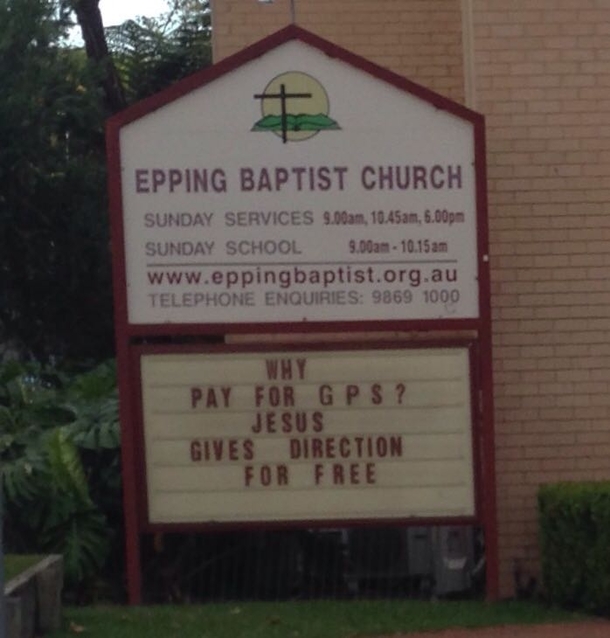 EPPING BAPTIST CHURCH
SUNDAY SERVICES 9.00am, 10.45am, 6.00pm
SUNDAY SCHOOL 9.00am - 10.15am
www.eppingbaptist.org.au
TELEPHONE ENQUIRIES: 9869 1000
WHY
PAY FOR GPS?
JESUS
GIVES DIRECTION
FOR FREE